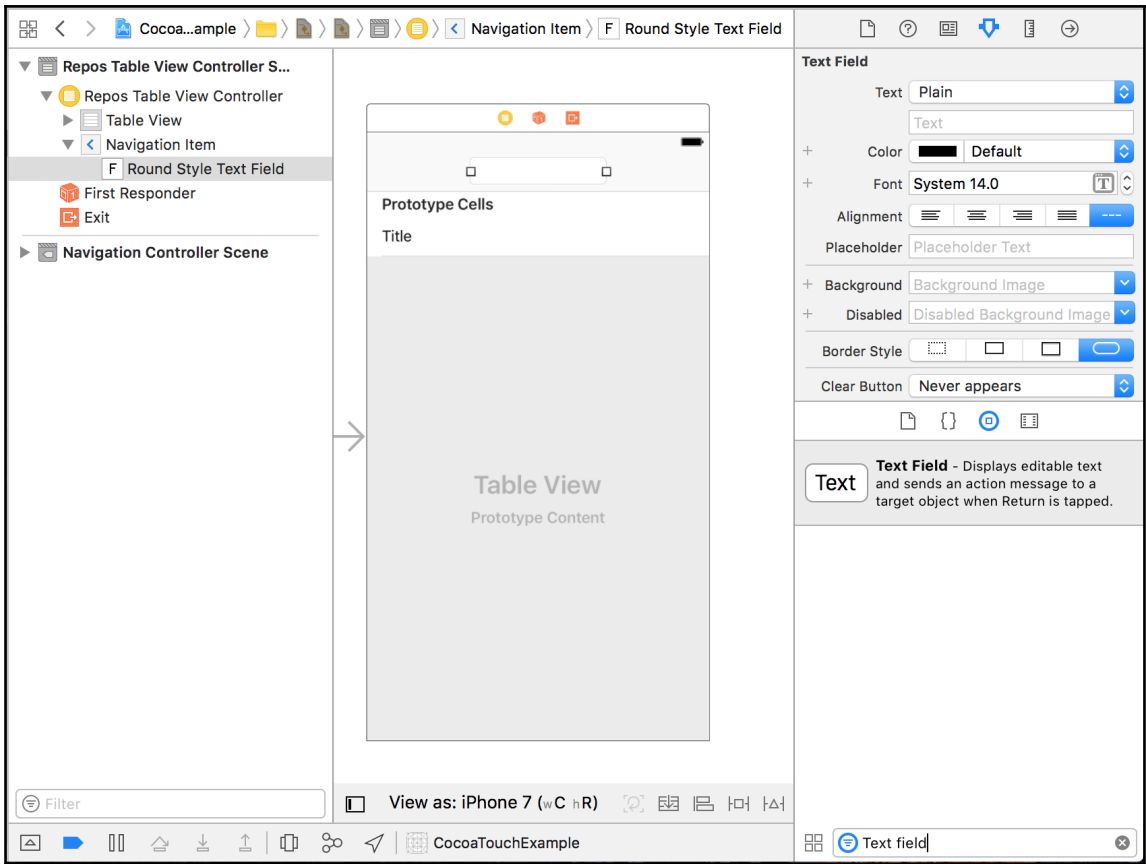 Cocoa...ample
Navigation Item
F Round Style Text Field
Repos Table View Controller S...
Repos Table View Controller
Table View
Navigation Item
F Round Style Text Field
First Responder
Exit
Navigation Controller Scene
Filter
Prototype Cells
Title
Table View
Prototype Content
View as: iPhone 7 (wC hR)
CocoaTouchExample
Text Field
Text Plain
Text
+ Color Default
+ Font System 14.0 T
Alignment ---
Placeholder Placeholder Text
+ Background Background Image
+ Disabled Disabled Background Image
Border Style
Clear Button Never appears
{}
Text
Text Field - Displays editable text
and sends an action message to a
target object when Return is tapped.
Text field